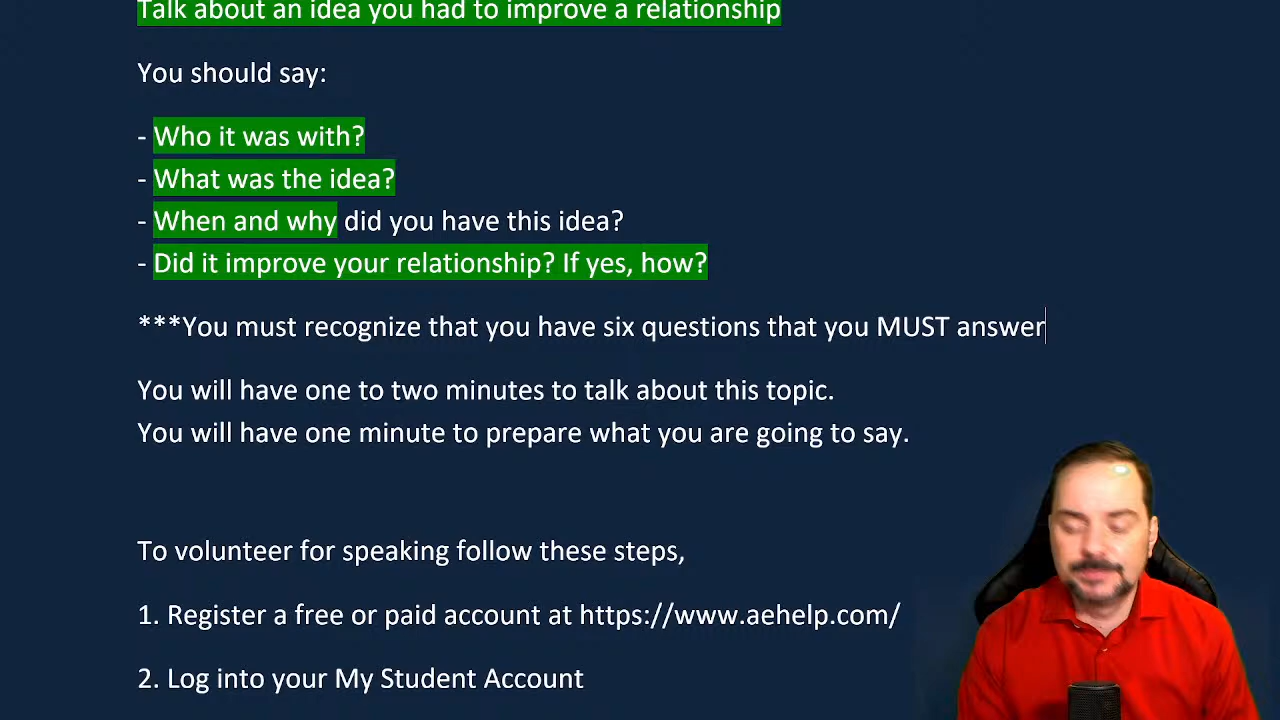 Talk about an idea you had to improve a relationship
You should say:
- Who it was with?
- What was the idea?
- When and why did you have this idea?
- Did it improve your relationship? If yes, how?
***You must recognize that you have six questions that you MUST answer
You will have one to two minutes to talk about this topic.
You will have one minute to prepare what you are going to say.
To volunteer for speaking follow these steps,
1. Register a free or paid account at https://www.aehelp.com/
2. Log into your My Student Account